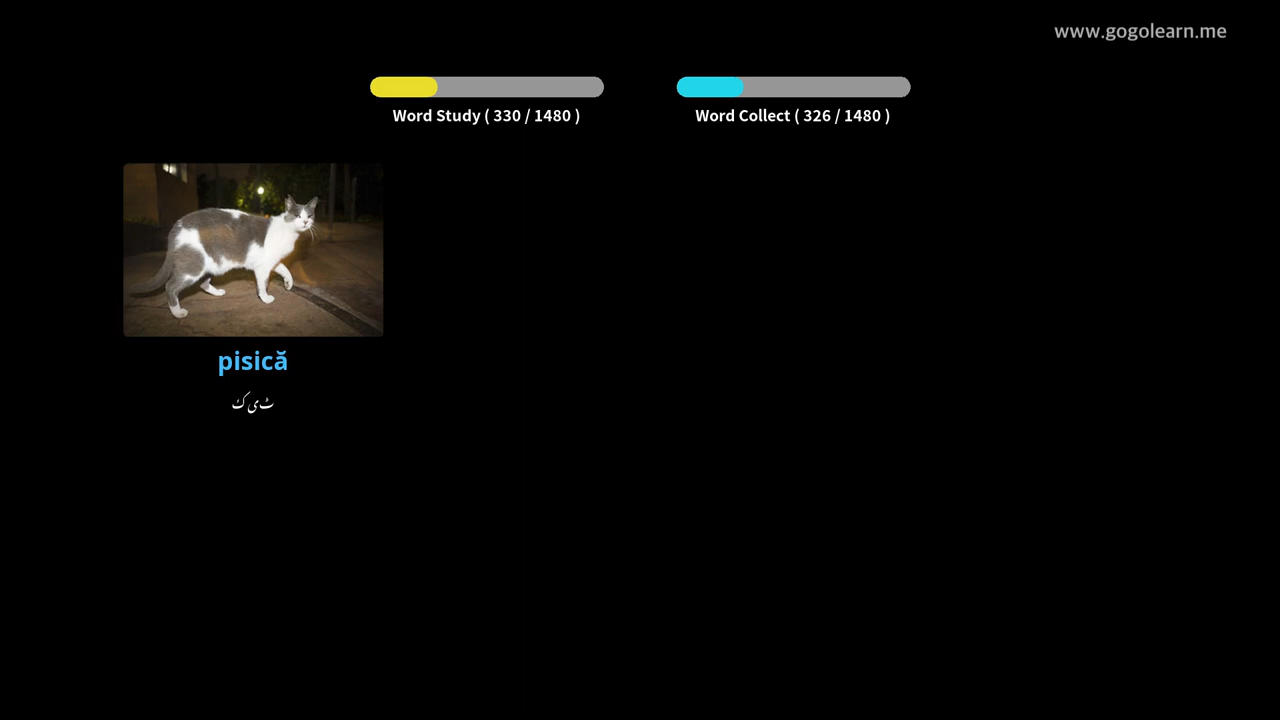 www.gogolearn.me
Word Study ( 330 / 1480 )
Word Collect ( 326 / 1480 )
pisică
ٹ ی ک